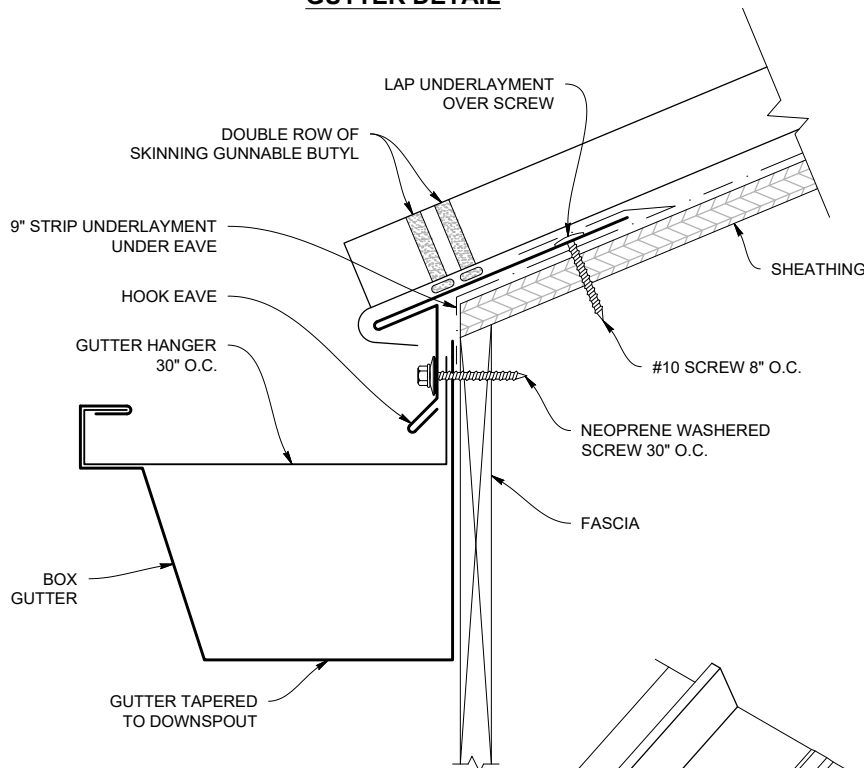 GUTTER DETAIL
LAP UNDERLAYMENT
OVER SCREW
DOUBLE ROW OF
SKINNING GUNNABLE BUTYL
9" STRIP UNDERLAYMENT
UNDER EAVE
SHEATHING
HOOK EAVE
GUTTER HANGER
30" O.C.
#10 SCREW 8" O.C.
NEOPRENE WASHERED
SCREW 30" O.C.
FASCIA
BOX
GUTTER
GUTTER TAPERED
TO DOWNSPOUT